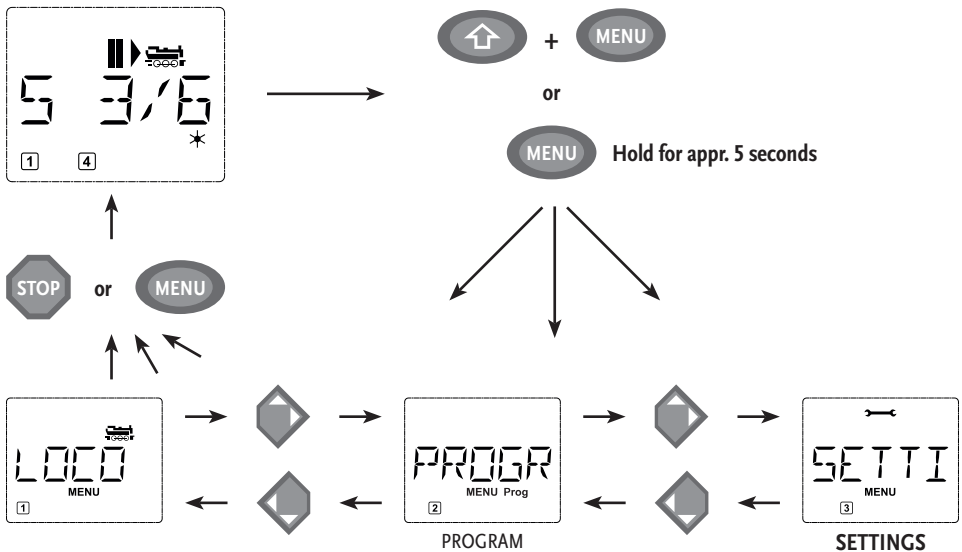 + MENU
S 3/6
or
1 4
MENU Hold for appr. 5 seconds
STOP or MENU
LOCO
MENU
1
PROGR
MENU Prog
2
SETTI
MENU
3
PROGRAM
SETTINGS